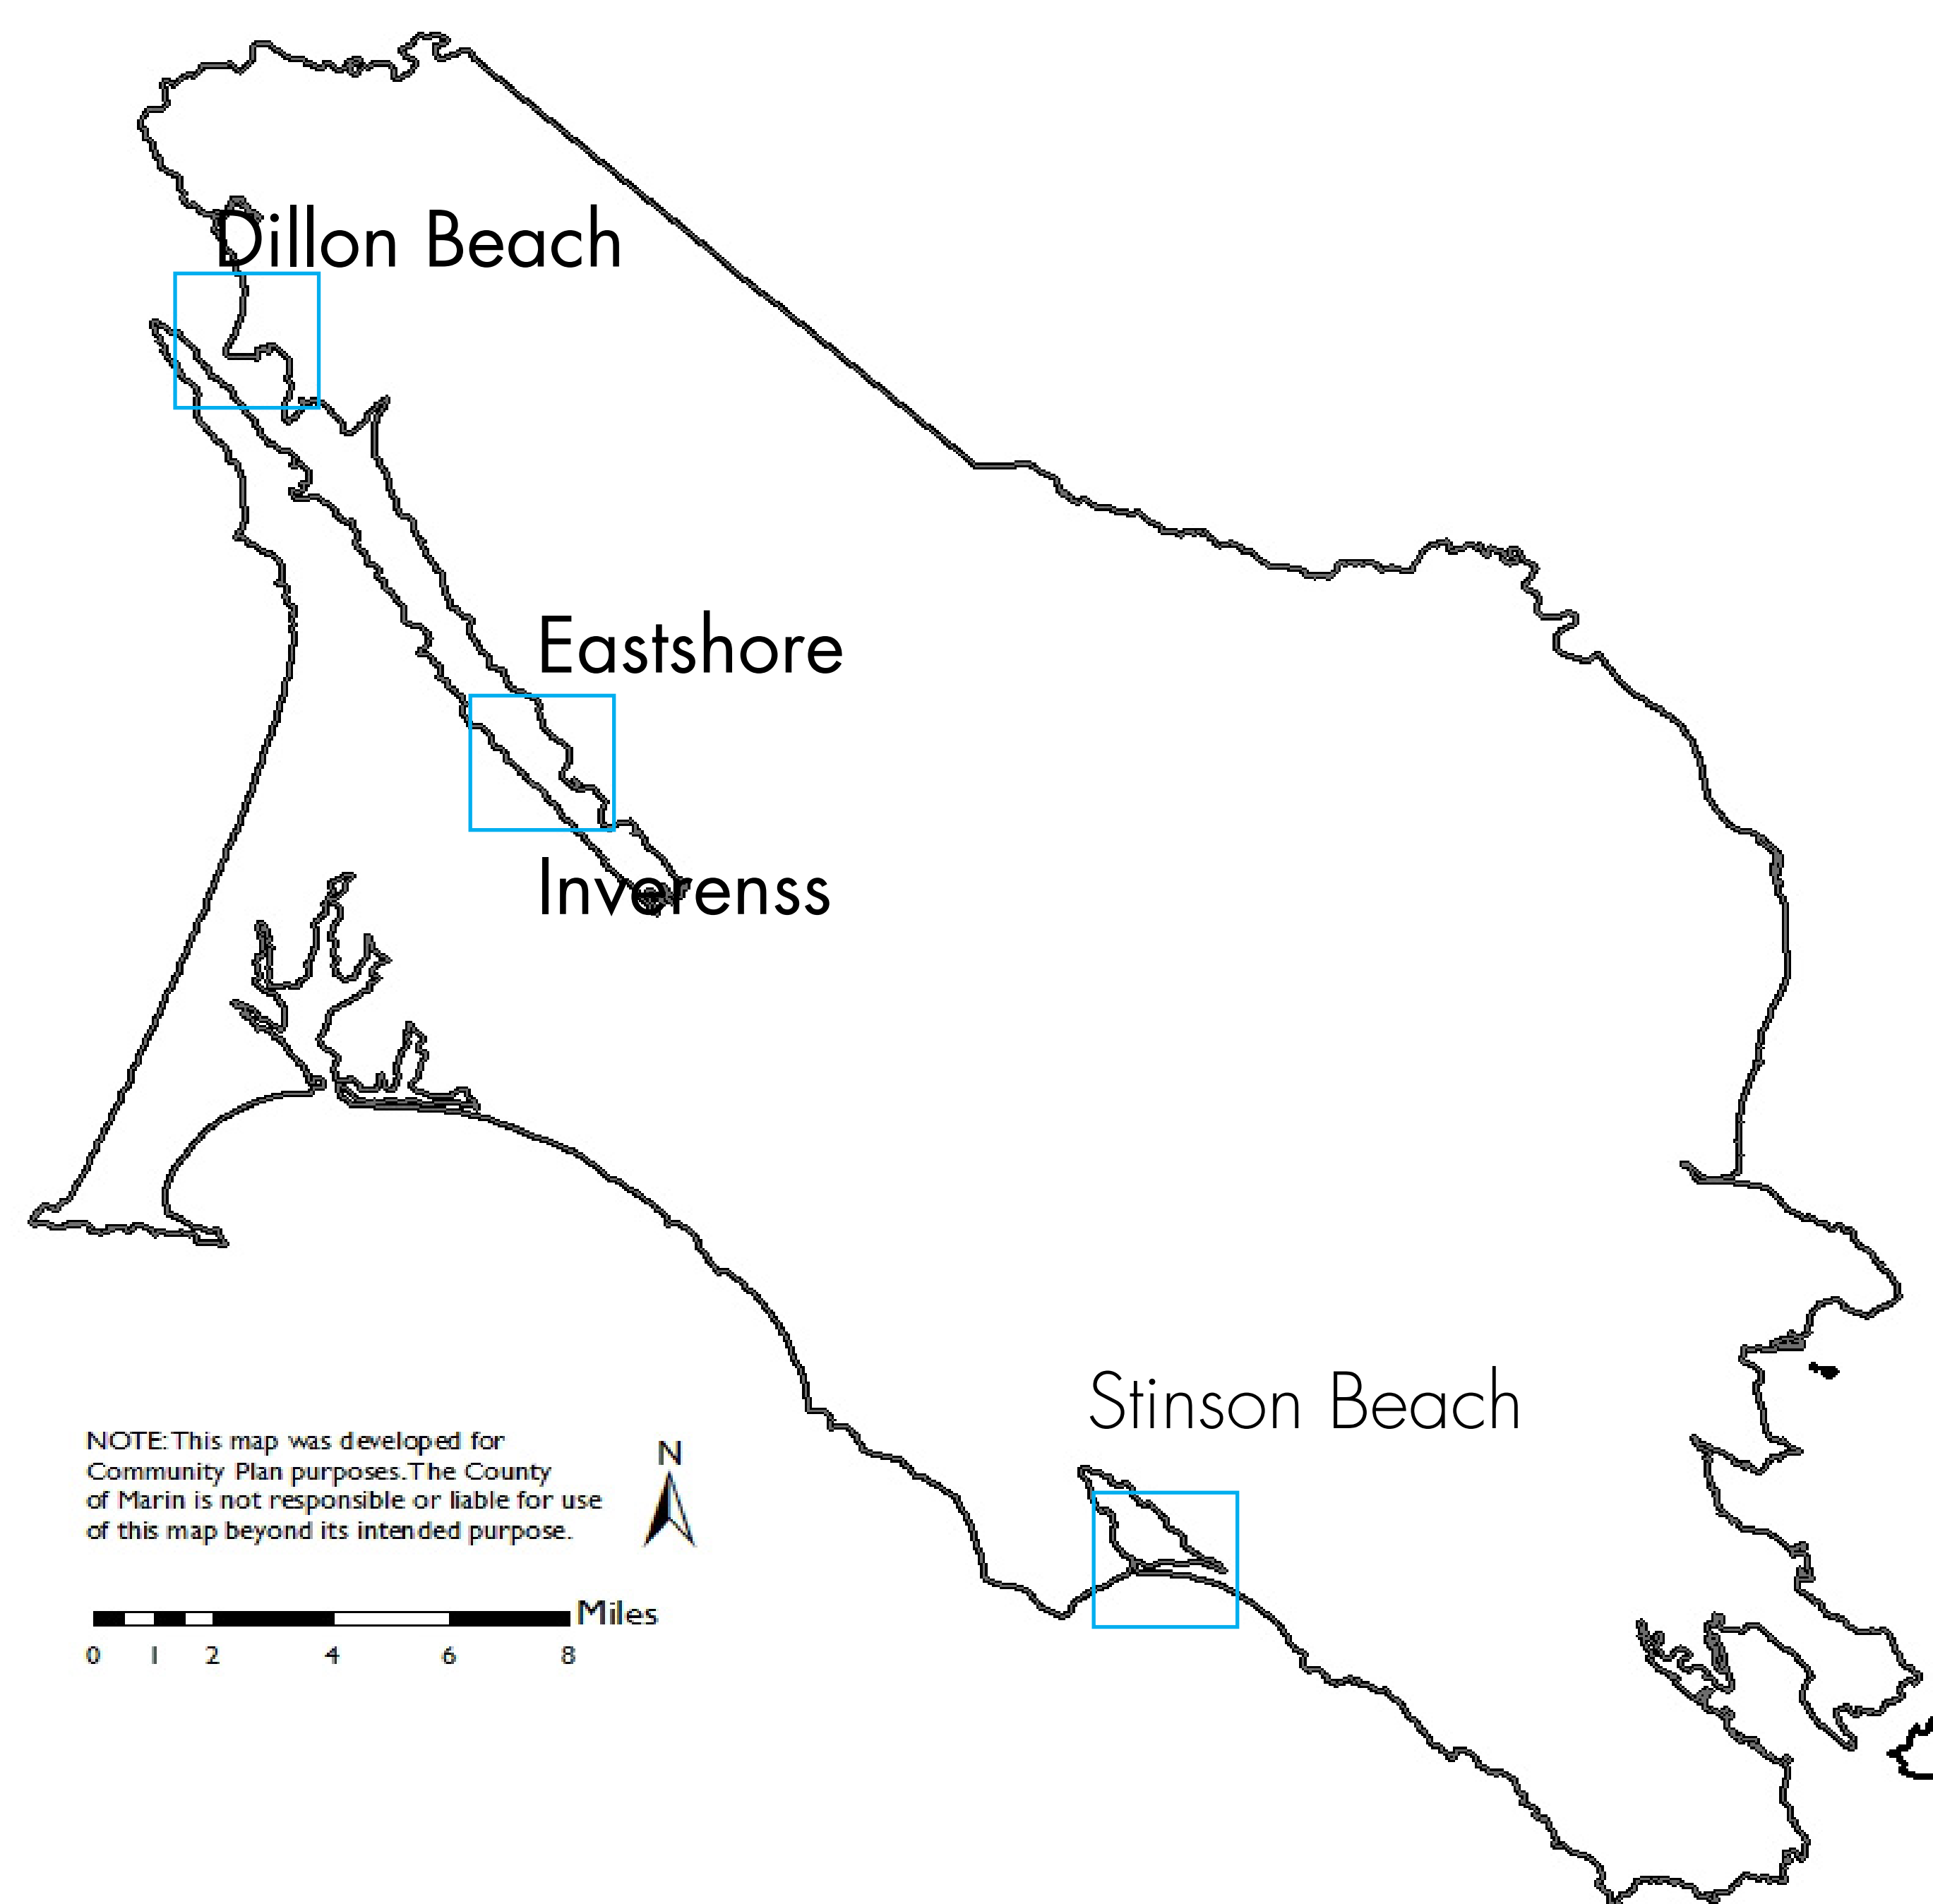 Dillon Beach
Eastshore
Inverenss
Stinson Beach
NOTE: This map was developed for
Community Plan purposes. The County
of Marin is not responsible or liable for use
of this map beyond its intended purpose.
N
Miles
0 1 2 4 6 8